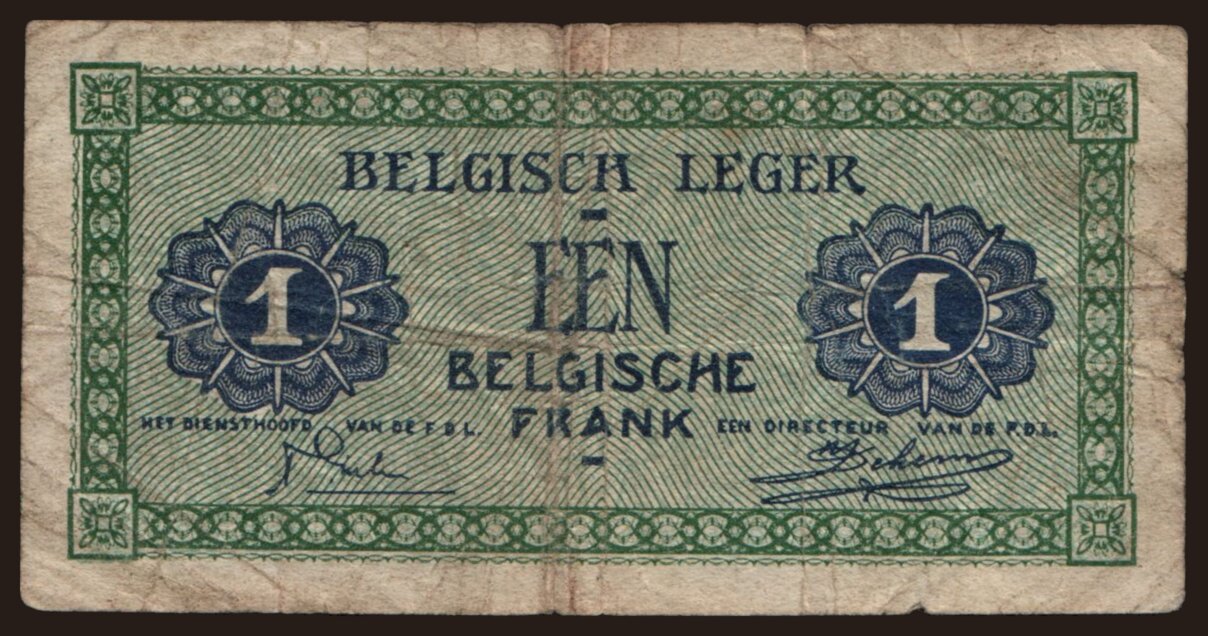 BELGISCH LEGER
1 EEN 1
BELGISCHE
HET DIENSTHOOFD VAN DE F.D.L. FRANK EEN DIRECTEUR VAN DE F.D.L.